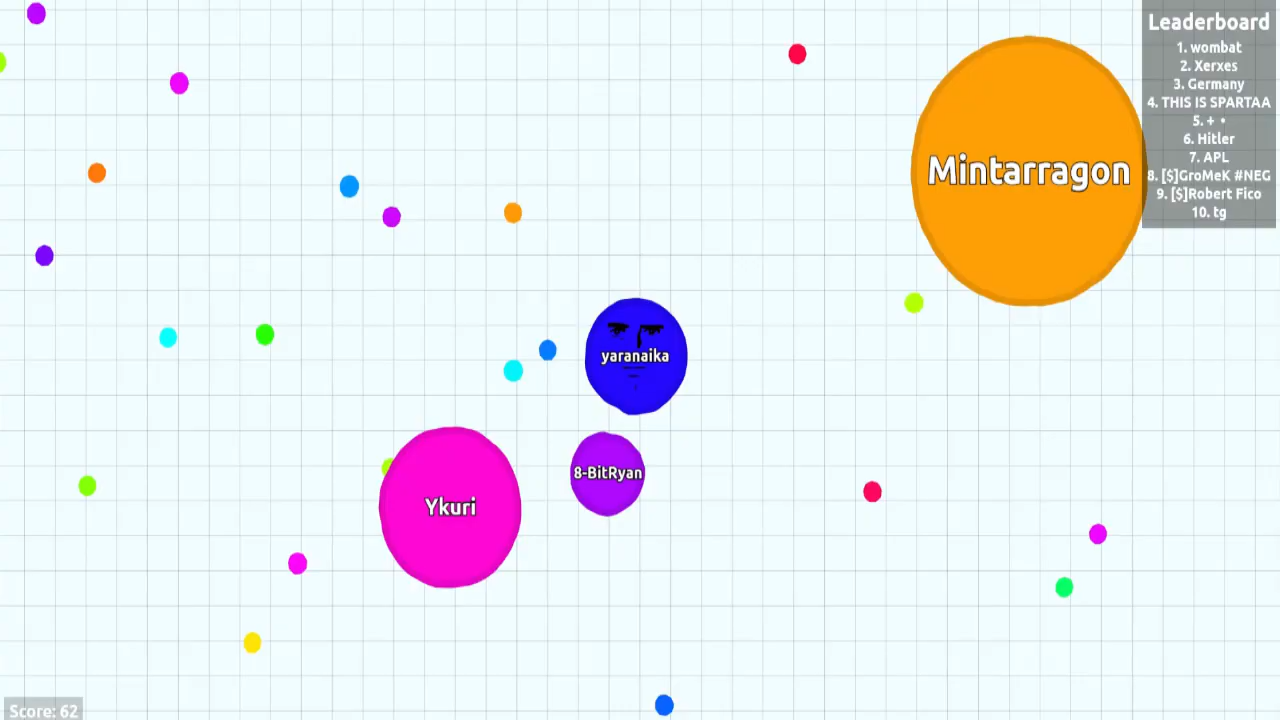 Leaderboard
1. wombat
2. Xerxes
3. Germany
4. THIS IS SPARTAA
5. + •
6. Hitler
7. APL
8. [$]GroMeK #NEG
9. [$]Robert Fico
10. tg
Mintarragon
yaranaika
8-BitRyan
Ykuri
Score: 62